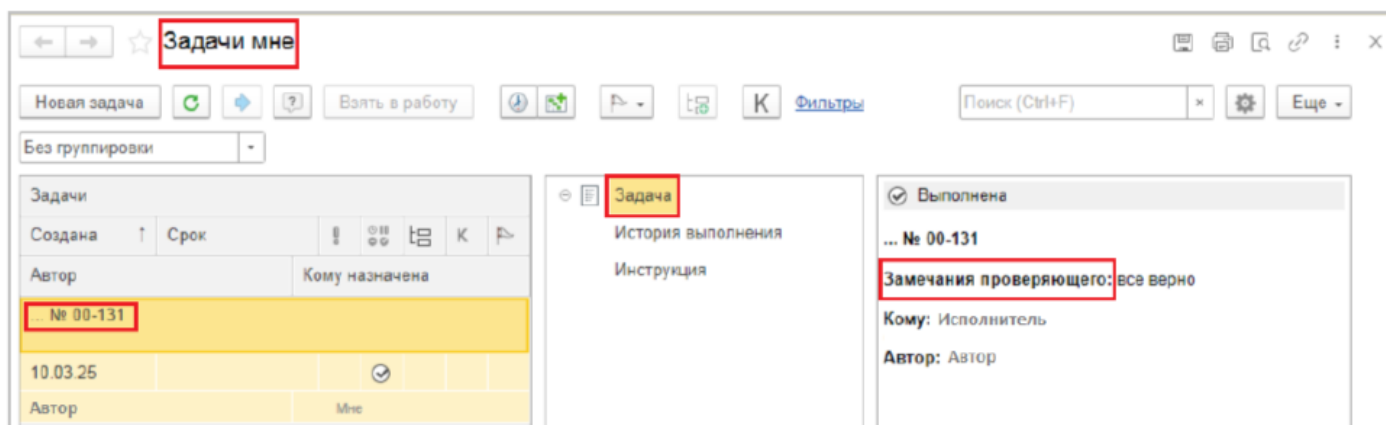 Задачи мне
Новая задача ? Взять в работу К Фильтры Поиск (Ctrl+F) × Еще
Без группировки
Задачи
Создана ↑ Срок ! К
Автор Кому назначена
... № 00-131
10.03.25
Автор Мне
Задача
История выполнения
Инструкция
Выполнена
... № 00-131
Замечания проверяющего: все верно
Кому: Исполнитель
Автор: Автор